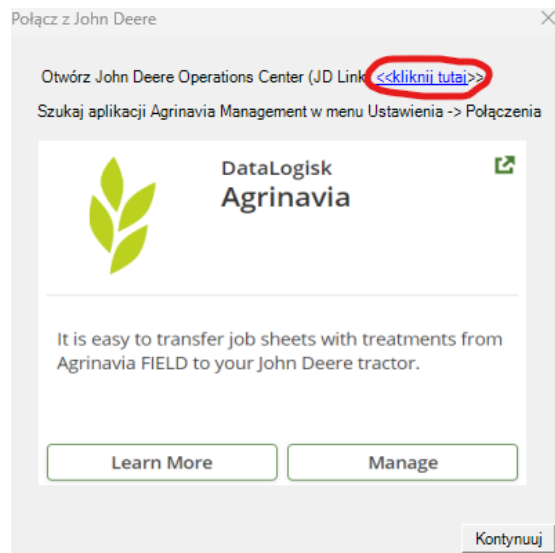 Połącz z John Deere
Otwórz John Deere Operations Center (JD Link <<kliknij tutaj>>
Szukaj aplikacji Agrinavia Management w menu Ustawienia -> Połączenia
DataLogisk
Agrinavia
It is easy to transfer job sheets with treatments from
Agrinavia FIELD to your John Deere tractor.
Learn More
Manage
Kontynuuj